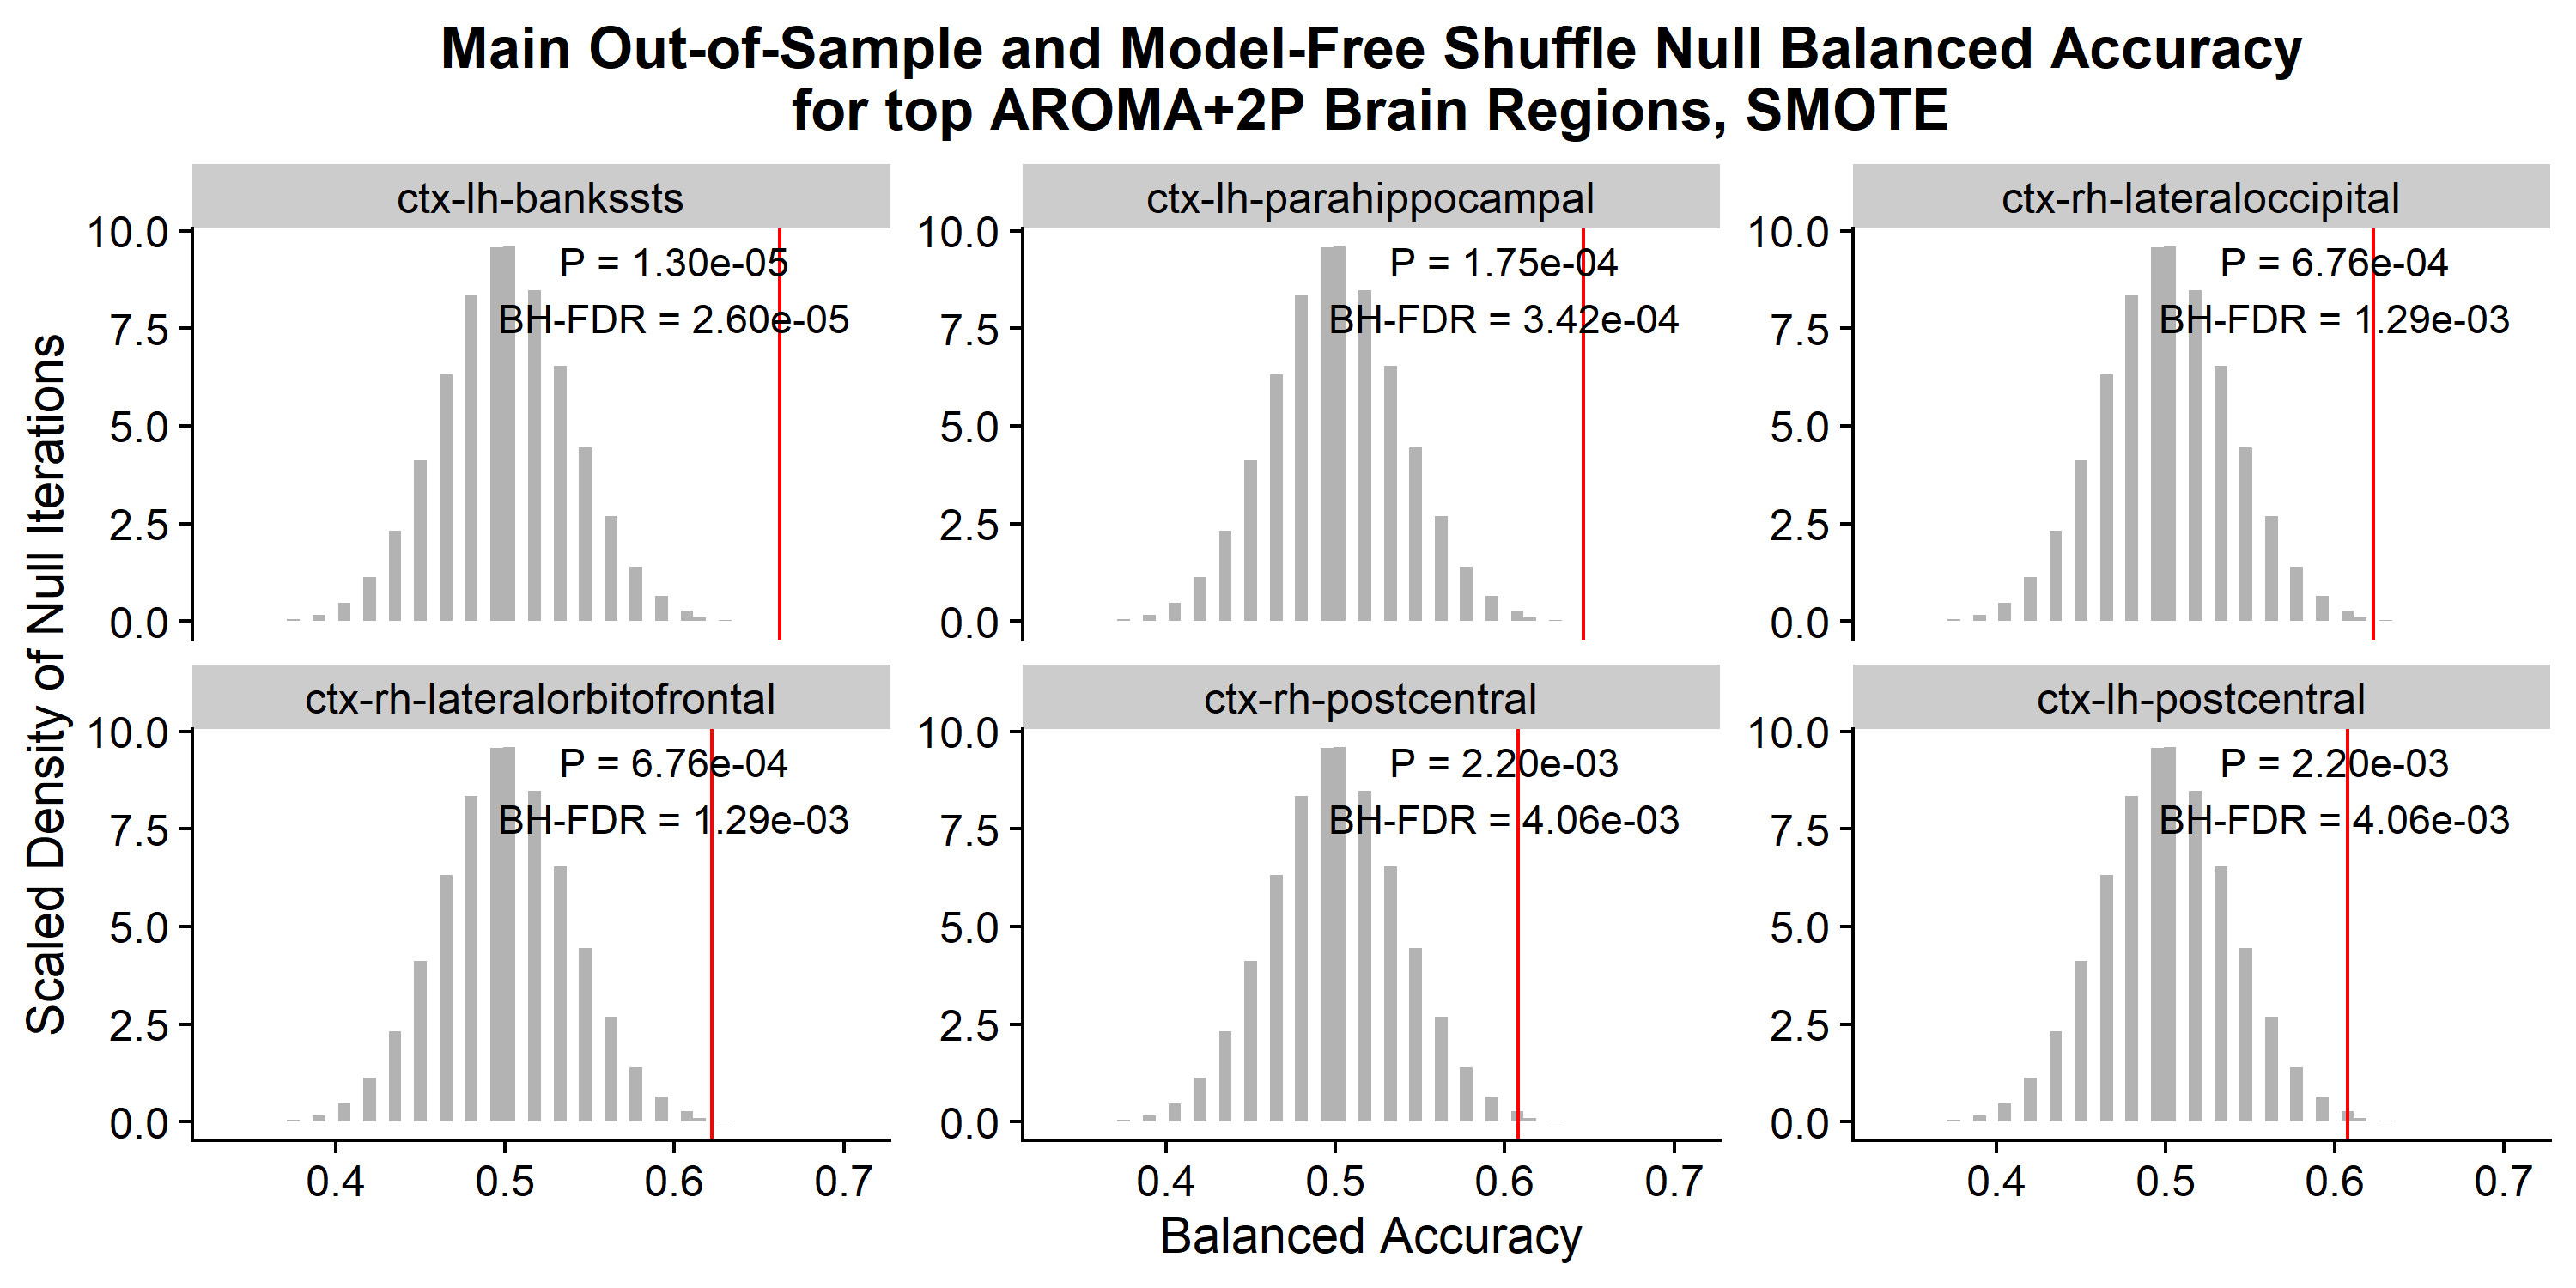 Main Out-of-Sample and Model-Free Shuffle Null Balanced Accuracy
for top AROMA+2P Brain Regions, SMOTE
Scaled Density of Null Iterations
ctx-lh-bankssts
10.0
7.5
5.0
2.5
0.0
P = 1.30e-05
BH-FDR = 2.60e-05
ctx-lh-parahippocampal
10.0
7.5
5.0
2.5
0.0
P = 1.75e-04
BH-FDR = 3.42e-04
ctx-rh-lateraloccipital
10.0
7.5
5.0
2.5
0.0
P = 6.76e-04
BH-FDR = 1.29e-03
ctx-rh-lateralorbitofrontal
10.0
7.5
5.0
2.5
0.0
P = 6.76e-04
BH-FDR = 1.29e-03
0.4 0.5 0.6 0.7
ctx-rh-postcentral
10.0
7.5
5.0
2.5
0.0
P = 2.20e-03
BH-FDR = 4.06e-03
0.4 0.5 0.6 0.7
ctx-lh-postcentral
10.0
7.5
5.0
2.5
0.0
P = 2.20e-03
BH-FDR = 4.06e-03
0.4 0.5 0.6 0.7
Balanced Accuracy